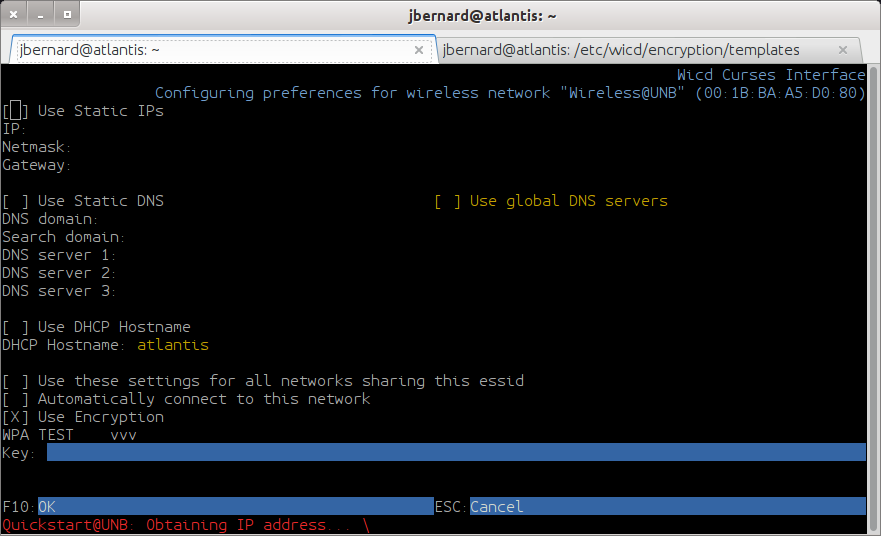 jbernard@atlantis: ~
jbernard@atlantis: ~ jbernard@atlantis: /etc/wicd/encryption/templates
Wicd Curses Interface
Configuring preferences for wireless network "Wireless@UNB" (00:1B:BA:A5:D0:80)
[ ] Use Static IPs
IP:
Netmask:
Gateway:
[ ] Use Static DNS [ ] Use global DNS servers
DNS domain:
Search domain:
DNS server 1:
DNS server 2:
DNS server 3:
[ ] Use DHCP Hostname
DHCP Hostname: atlantis
[ ] Use these settings for all networks sharing this essid
[ ] Automatically connect to this network
[X] Use Encryption
WPA TEST vvv
Key:
F10:OK ESC:Cancel
Quickstart@UNB: Obtaining IP address... \